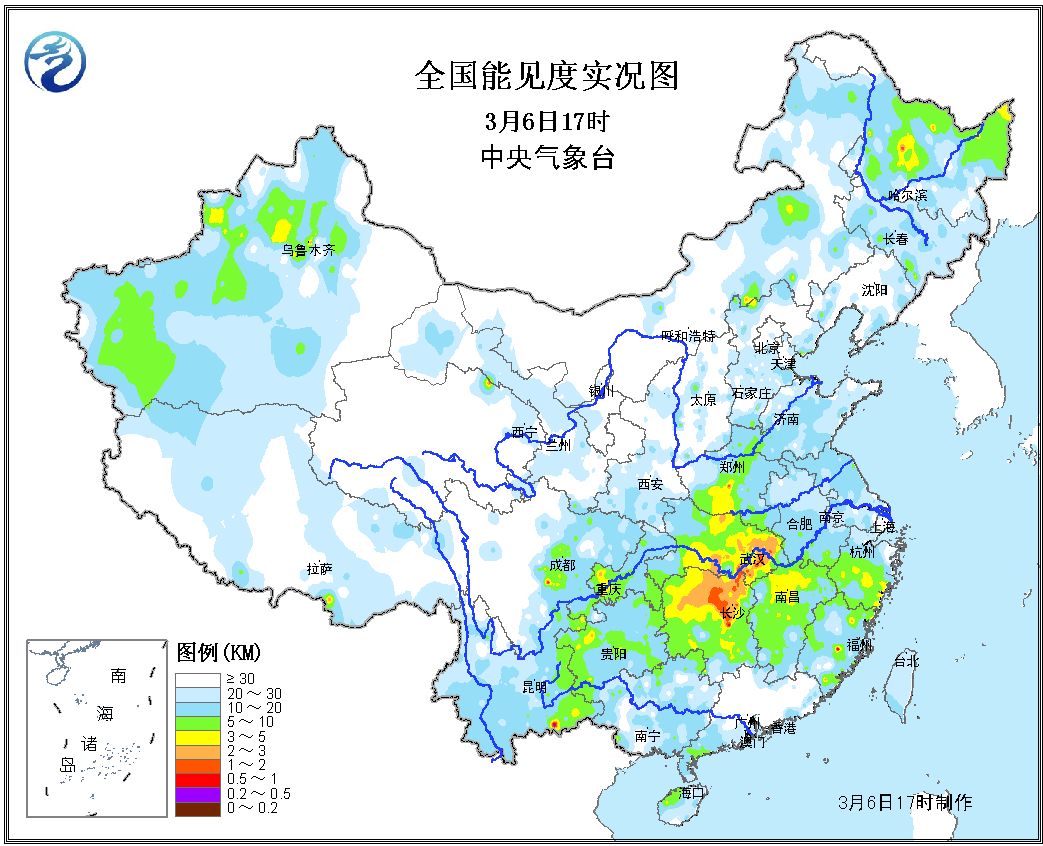 全国能见度实况图
3月6日17时
中央气象台
哈尔滨
长春
乌鲁木齐
沈阳
呼和浩特
北京
天津
银川
太原
石家庄
济南
西宁
兰州
郑州
西安
合肥
南京
上海
杭州
成都
武汉
拉萨
重庆
南昌
长沙
贵阳
福州
台北
昆明
广州
香港
澳门
南宁
海口
南
海
诸
岛
图例(KM)
≥30
20～30
10～20
5～10
3～5
2～3
1～2
0.5～1
0.2～0.5
0～0.2
3月6日17时制作